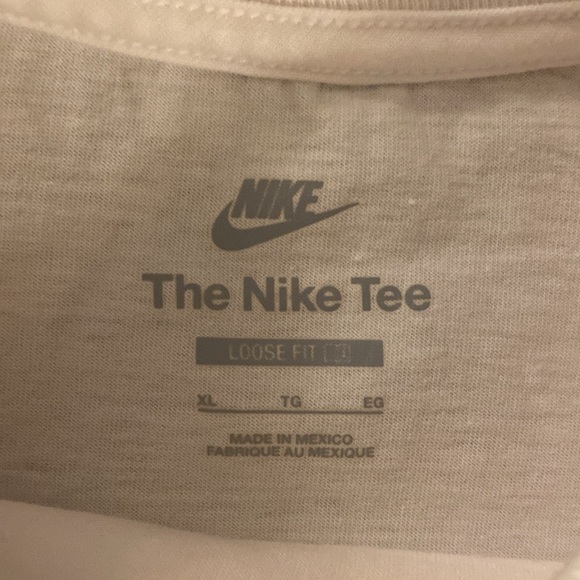 NIKE
The Nike Tee
LOOSE FIT
XL TG EG
MADE IN MEXICO
FABRIQUE AU MEXIQUE